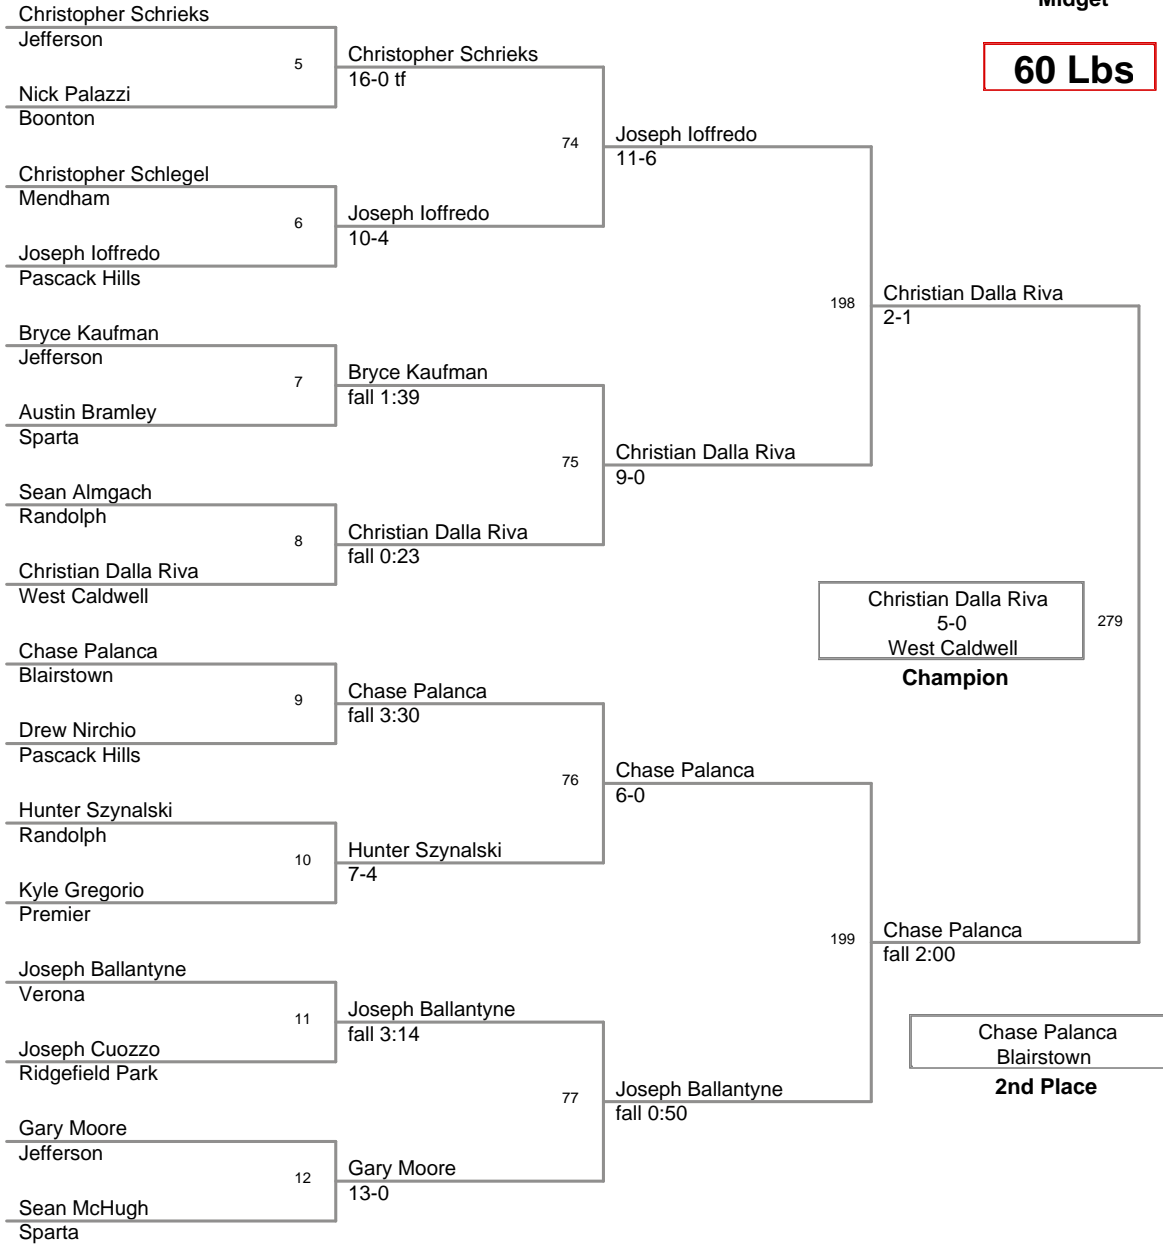 Midget
60 Lbs
Christopher Schrieks
Jefferson
5
Nick Palazzi
Boonton
Christopher Schrieks
16-0 tf
Christopher Schlegel
Mendham
6
Joseph Ioffredo
Pascack Hills
Joseph Ioffredo
10-4
74
Joseph Ioffredo
11-6
Bryce Kaufman
Jefferson
7
Austin Bramley
Sparta
Bryce Kaufman
fall 1:39
Sean Almgach
Randolph
8
Christian Dalla Riva
West Caldwell
Christian Dalla Riva
fall 0:23
75
Christian Dalla Riva
9-0
198
Christian Dalla Riva
2-1
Chase Palanca
Blairstown
9
Drew Nirchio
Pascack Hills
Chase Palanca
fall 3:30
Hunter Szynalski
Randolph
10
Kyle Gregorio
Premier
Hunter Szynalski
7-4
76
Chase Palanca
6-0
Joseph Ballantyne
Verona
11
Joseph Cuozzo
Ridgefield Park
Joseph Ballantyne
fall 3:14
Gary Moore
Jefferson
12
Sean McHugh
Sparta
Gary Moore
13-0
77
Joseph Ballantyne
fall 0:50
199
Chase Palanca
fall 2:00
279
Christian Dalla Riva
5-0
West Caldwell
Champion
Chase Palanca
Blairstown
2nd Place